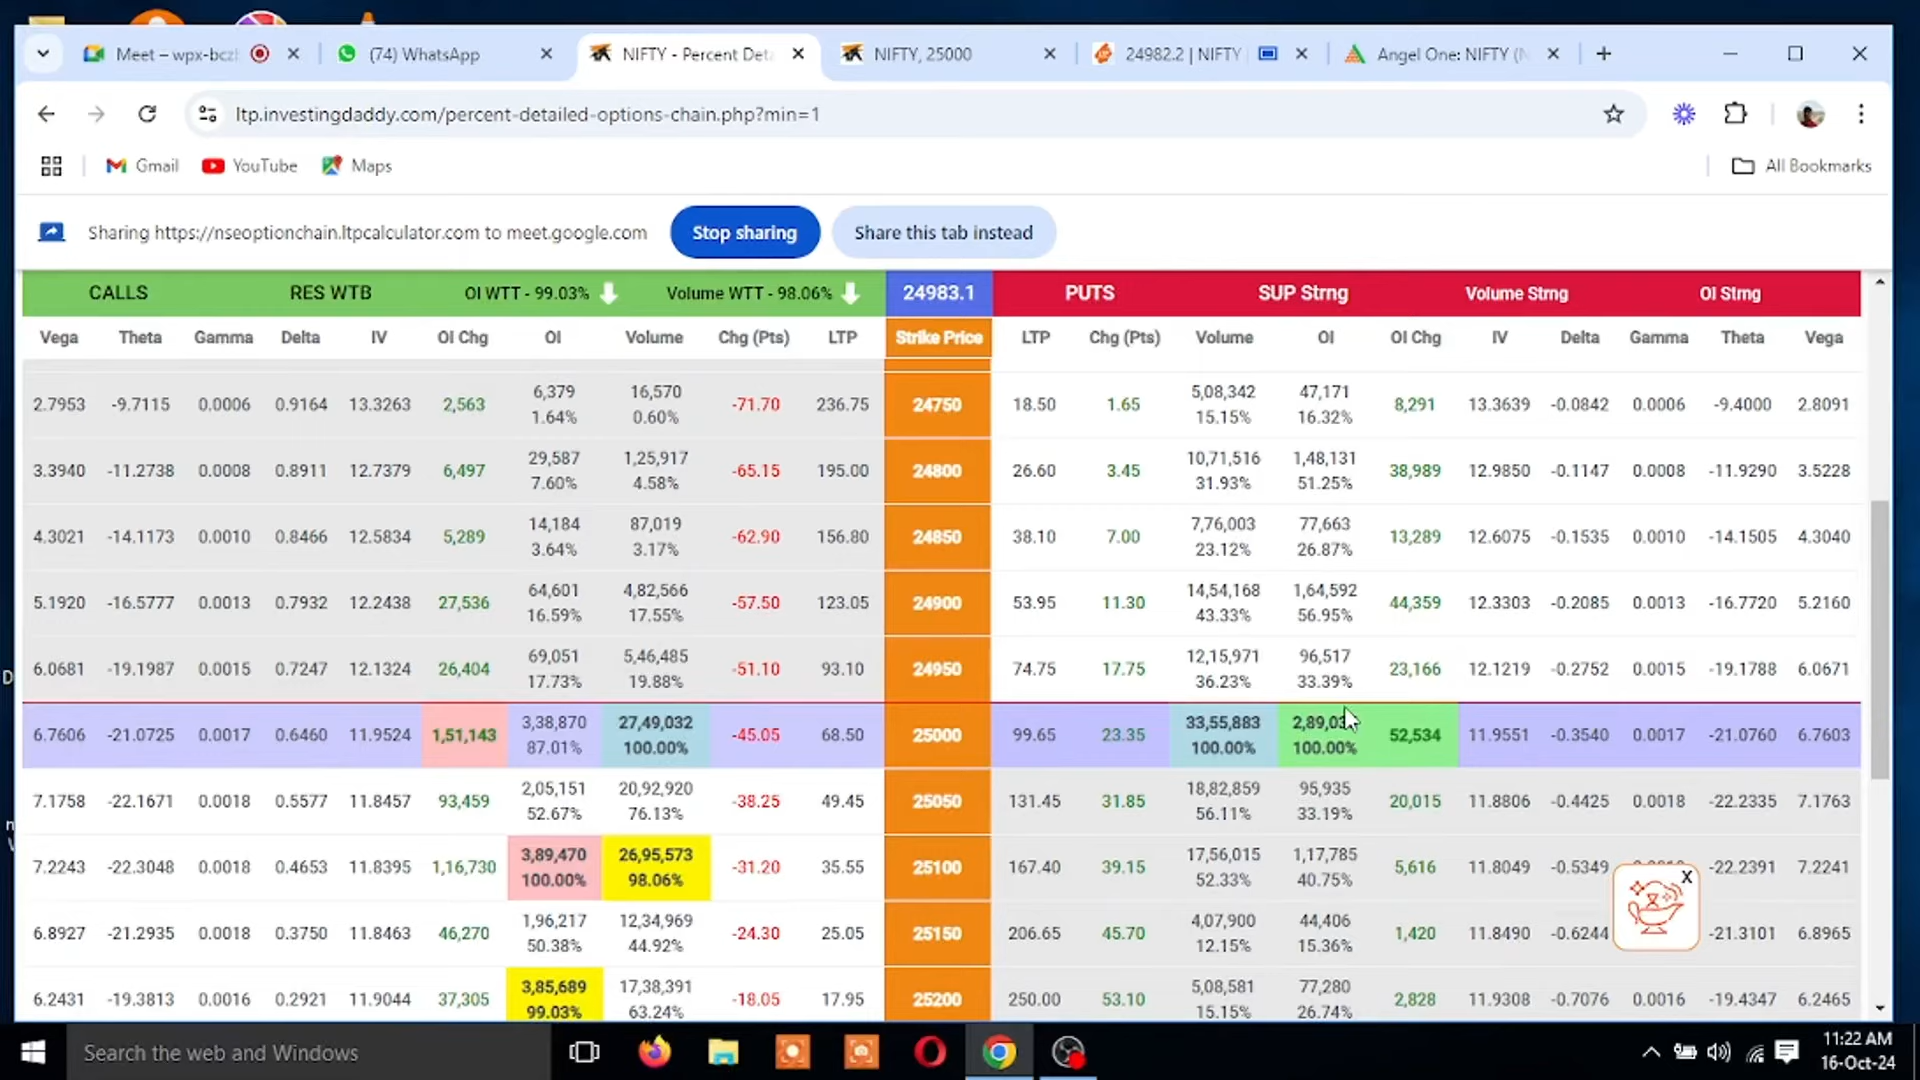 Meet – wpx-bcz
(74) WhatsApp
NIFTY - Percent Deta
NIFTY, 25000
24982.2 | NIFTY
Angel One: NIFTY (N
ltp.investingdaddy.com/percent-detailed-options-chain.php?min=1
Gmail YouTube Maps All Bookmarks
Sharing https://nseoptionchain.ltpcalculator.com to meet.google.com Stop sharing Share this tab instead
CALLS RES WTB OI WTT - 99.03% Volume WTT - 98.06% 24983.1 PUTS SUP Strng Volume Strng OI Strng
Vega Theta Gamma Delta IV OI Chg OI Volume Chg (Pts) LTP Strike Price LTP Chg (Pts) Volume OI OI Chg IV Delta Gamma Theta Vega
2.7953 -9.7115 0.0006 0.9164 13.3263 2,563 6,379 16,570 -71.70 236.75 24750 18.50 1.65 5,08,342 47,171 8,291 13.3639 -0.0842 0.0006 -9.4000 2.8091
1.64% 0.60% 15.15% 16.32%
3.3940 -11.2738 0.0008 0.8911 12.7379 6,497 29,587 1,25,917 -65.15 195.00 24800 26.60 3.45 10,71,516 1,48,131 38,989 12.9850 -0.1147 0.0008 -11.9290 3.5228
7.60% 4.58% 31.93% 51.25%
4.3021 -14.1173 0.0010 0.8466 12.5834 5,289 14,184 87,019 -62.90 156.80 24850 38.10 7.00 7,76,003 77,663 13,289 12.6075 -0.1535 0.0010 -14.1505 4.3040
3.64% 3.17% 23.12% 26.87%
5.1920 -16.5777 0.0013 0.7932 12.2438 27,536 64,601 4,82,566 -57.50 123.05 24900 53.95 11.30 14,54,168 1,64,592 44,359 12.3303 -0.2085 0.0013 -16.7720 5.2160
16.59% 17.55% 43.33% 56.95%
6.0681 -19.1987 0.0015 0.7247 12.1324 26,404 69,051 5,46,485 -51.10 93.10 24950 74.75 17.75 12,15,971 96,517 23,166 12.1219 -0.2752 0.0015 -19.1788 6.0671
17.73% 19.88% 36.23% 33.39%
6.7606 -21.0725 0.0017 0.6460 11.9524 1,51,143 3,38,870 27,49,032 -45.05 68.50 25000 99.65 23.35 33,55,883 52,534 11.9551 -0.3540 0.0017 -21.0760 6.7603
87.01% 100.00% 100.00% 100.00%
7.1758 -22.1671 0.0018 0.5577 11.8457 93,459 2,05,151 20,92,920 -38.25 49.45 25050 131.45 31.85 18,82,859 95,935 20,015 11.8806 -0.4425 0.0018 -22.2335 7.1763
52.67% 76.13% 56.11% 33.19%
7.2243 -22.3048 0.0018 0.4653 11.8395 1,16,730 3,89,470 26,95,573 -31.20 35.55 25100 167.40 39.15 17,56,015 1,17,785 5,616 11.8049 -0.5349 -22.2391 7.2241
100.00% 98.06% 52.33% 40.75%
X
6.8927 -21.2935 0.0018 0.3750 11.8463 46,270 1,96,217 12,34,969 -24.30 25.05 25150 206.65 45.70 4,07,900 44,406 1,420 11.8490 -0.6244 -21.3101 6.8965
50.38% 44.92% 12.15% 15.36%
6.2431 -19.3813 0.0016 0.2921 11.9044 37,305 3,85,689 17,38,391 -18.05 17.95 25200 250.00 53.10 5,08,581 77,280 2,828 11.9308 -0.7076 0.0016 -19.4347 6.2465
99.03% 63.24% 15.15% 26.74%
Search the web and Windows
11:22 AM
16-Oct-24